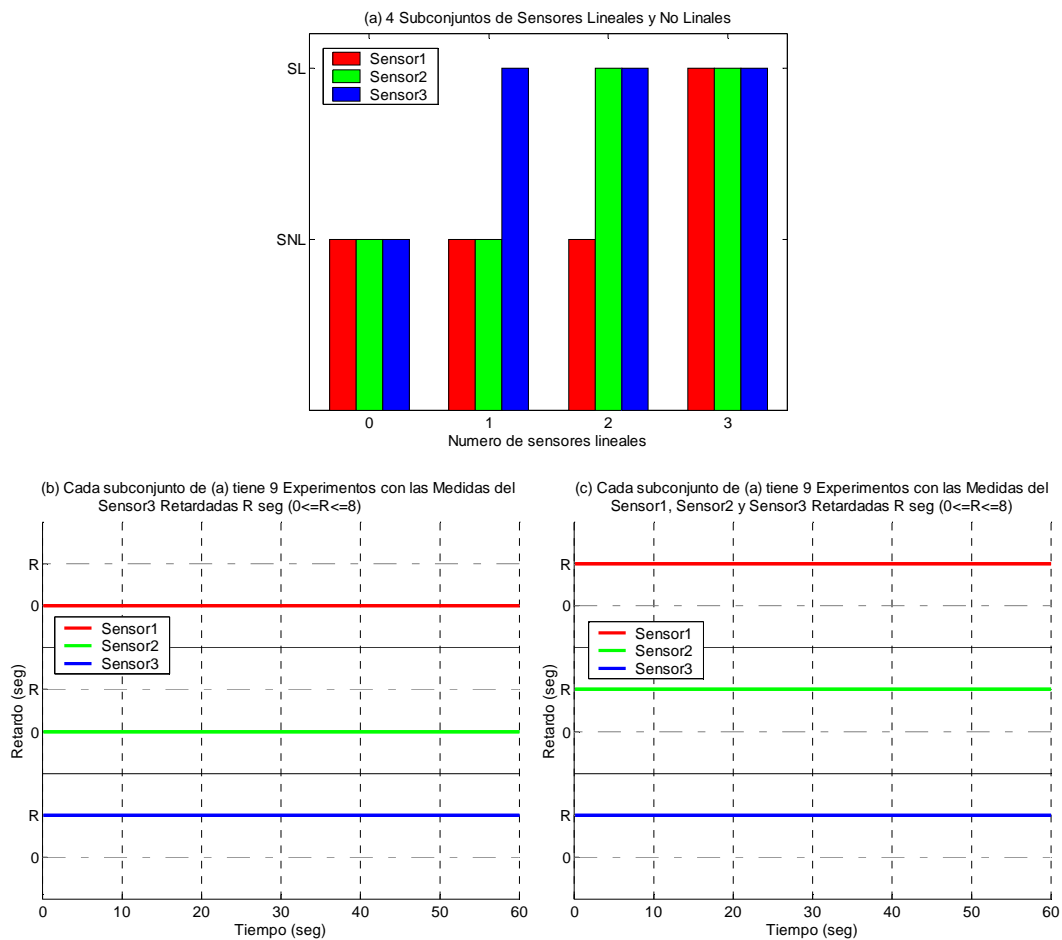 (a) 4 Subconjuntos de Sensores Lineales y No Linales
Sensor1
Sensor2
Sensor3
SL
SNL
0 1 2 3
Numero de sensores lineales
(b) Cada subconjunto de (a) tiene 9 Experimentos con las Medidas del
Sensor3 Retardadas R seg (0<=R<=8)
R
0
Sensor1
Sensor2
Sensor3
R
0
R
0
Retardo (seg)
0 10 20 30 40 50 60
Tiempo (seg)
(c) Cada subconjunto de (a) tiene 9 Experimentos con las Medidas del
Sensor1, Sensor2 y Sensor3 Retardadas R seg (0<=R<=8)
R
0
Sensor1
Sensor2
Sensor3
R
0
R
0
Retardo (seg)
0 10 20 30 40 50 60
Tiempo (seg)